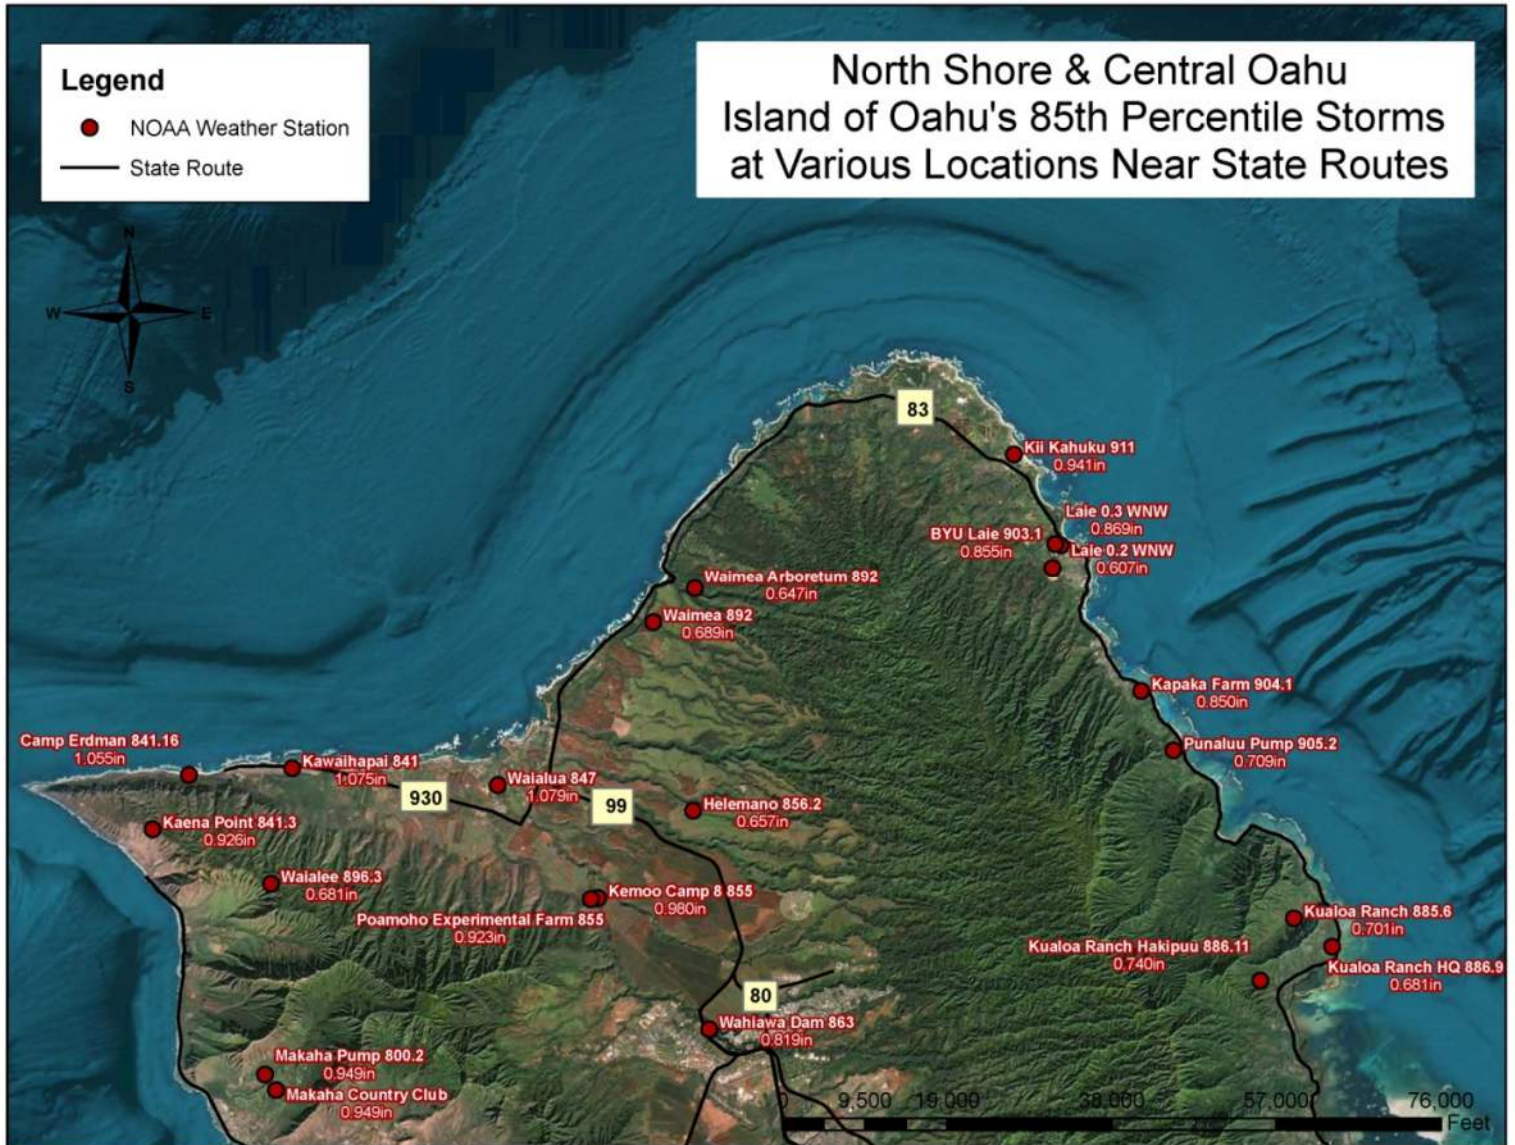 Legend
NOAA Weather Station
State Route
North Shore & Central Oahu
Island of Oahu's 85th Percentile Storms
at Various Locations Near State Routes
N
W
E
S
83
Kii Kahuku 911
0.941in
Laie 0.3 WNW
0.869in
BYU Laie 903.1
0.855in
Laie 0.2 WNW
0.607in
Waimea Arboretum 892
0.647in
Waimea 892
0.689in
Kapaka Farm 904.1
0.850in
Punaluu Pump 905.2
0.709in
Camp Erdman 841.16
1.055in
Kawaihapai 841
1.075in
Waialua 847
1.079in
930
99
Helemano 856.2
0.657in
Kaena Point 841.3
0.926in
Waialee 896.3
0.681in
Kemoo Camp 8 855
0.980in
Poamoho Experimental Farm 855
0.923in
Kualoa Ranch 885.6
0.701in
Kualoa Ranch Hakipuu 886.11
0.740in
Kualoa Ranch HQ 886.9
0.681in
80
Wahiawa Dam 863
0.819in
Makaha Pump 800.2
0.949in
Makaha Country Club
0.949in
0 9,500 19,000 38,000 57,000 76,000
Feet